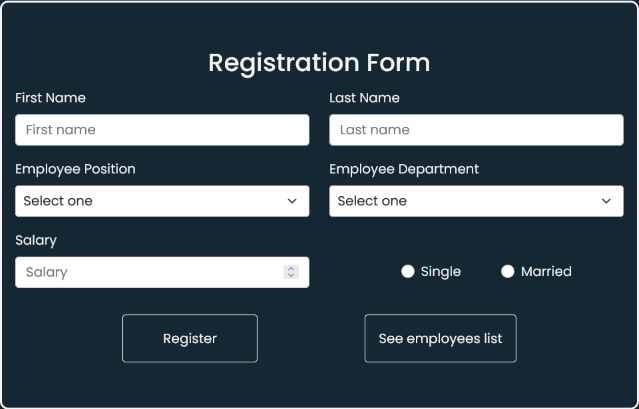 Registration Form
First Name Last Name
First name Last name
Employee Position Employee Department
Select one Select one
Salary
Salary Single Married
Register See employees list